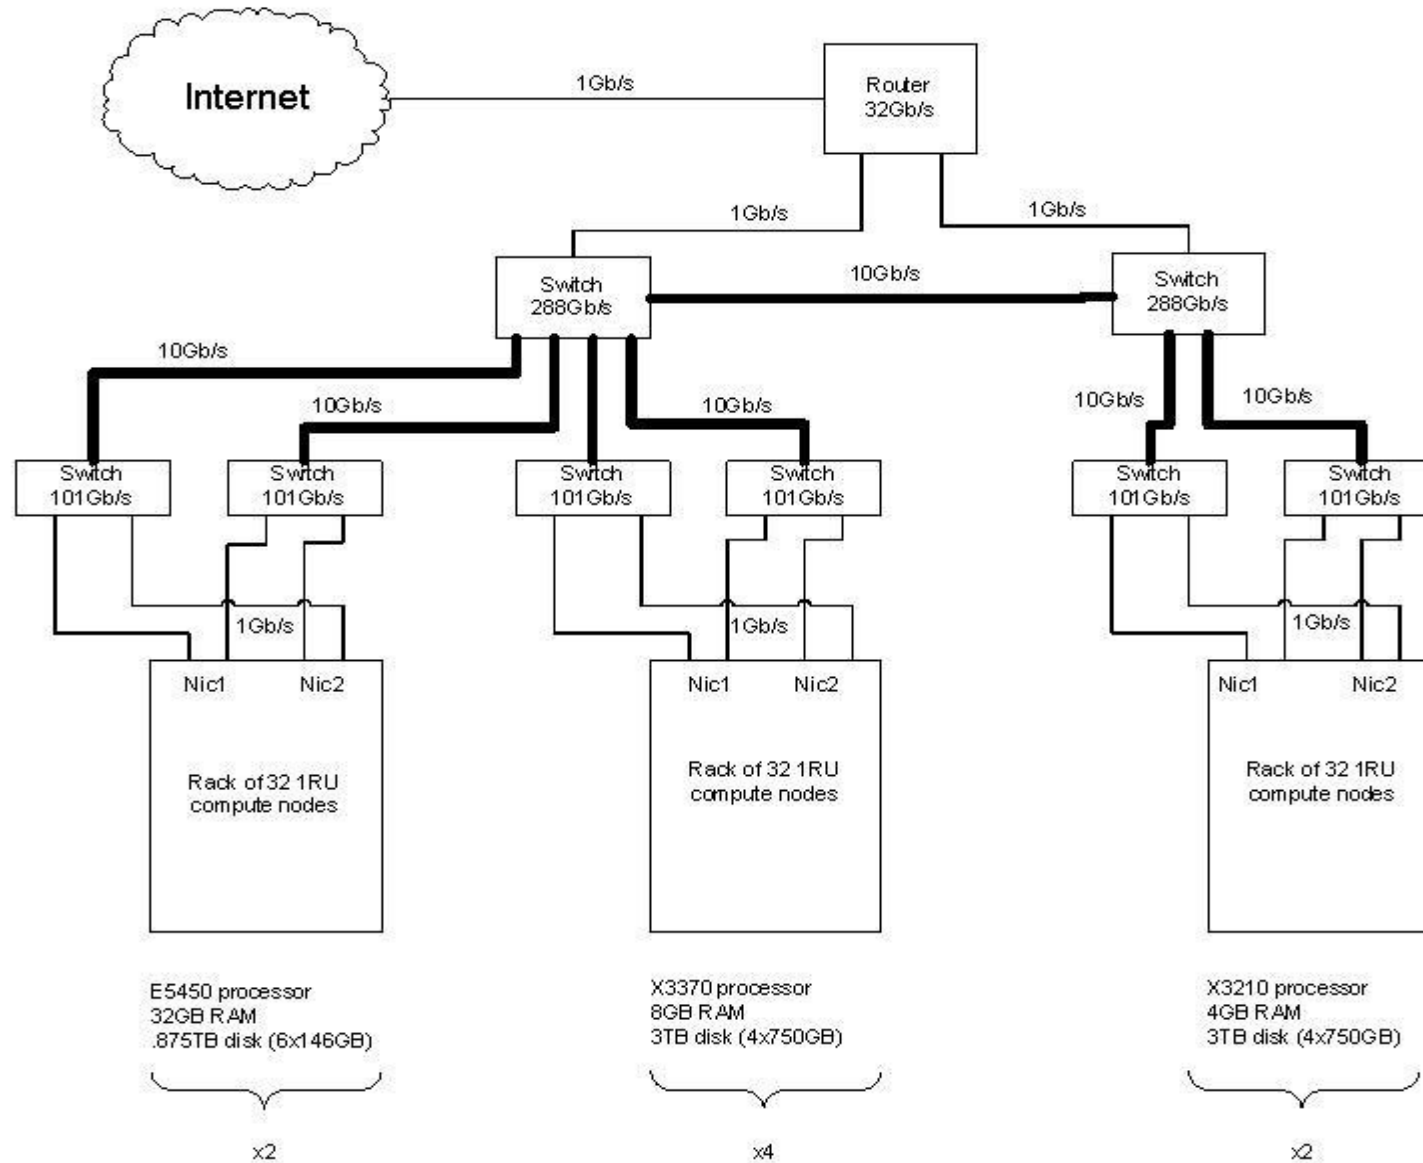 Internet
1Gb/s
Router
32Gb/s
1Gb/s
1Gb/s
Switch
288Gb/s
10Gb/s
Switch
288Gb/s
10Gb/s
10Gb/s
10Gb/s
10Gb/s
10Gb/s
Switch
101Gb/s
Switch
101Gb/s
Switch
101Gb/s
Switch
101Gb/s
Switch
101Gb/s
Switch
101Gb/s
1Gb/s
1Gb/s
1Gb/s
Nic1
Nic2
Nic1
Nic2
Nic1
Nic2
Rack of 32 1RU
compute nodes
Rack of 32 1RU
compute nodes
Rack of 32 1RU
compute nodes
E5450 processor
32GB RAM
.875TB disk (6x146GB)
X3370 processor
8GB RAM
3TB disk (4x750GB)
X3210 processor
4GB RAM
3TB disk (4x750GB)
x2
x4
x2